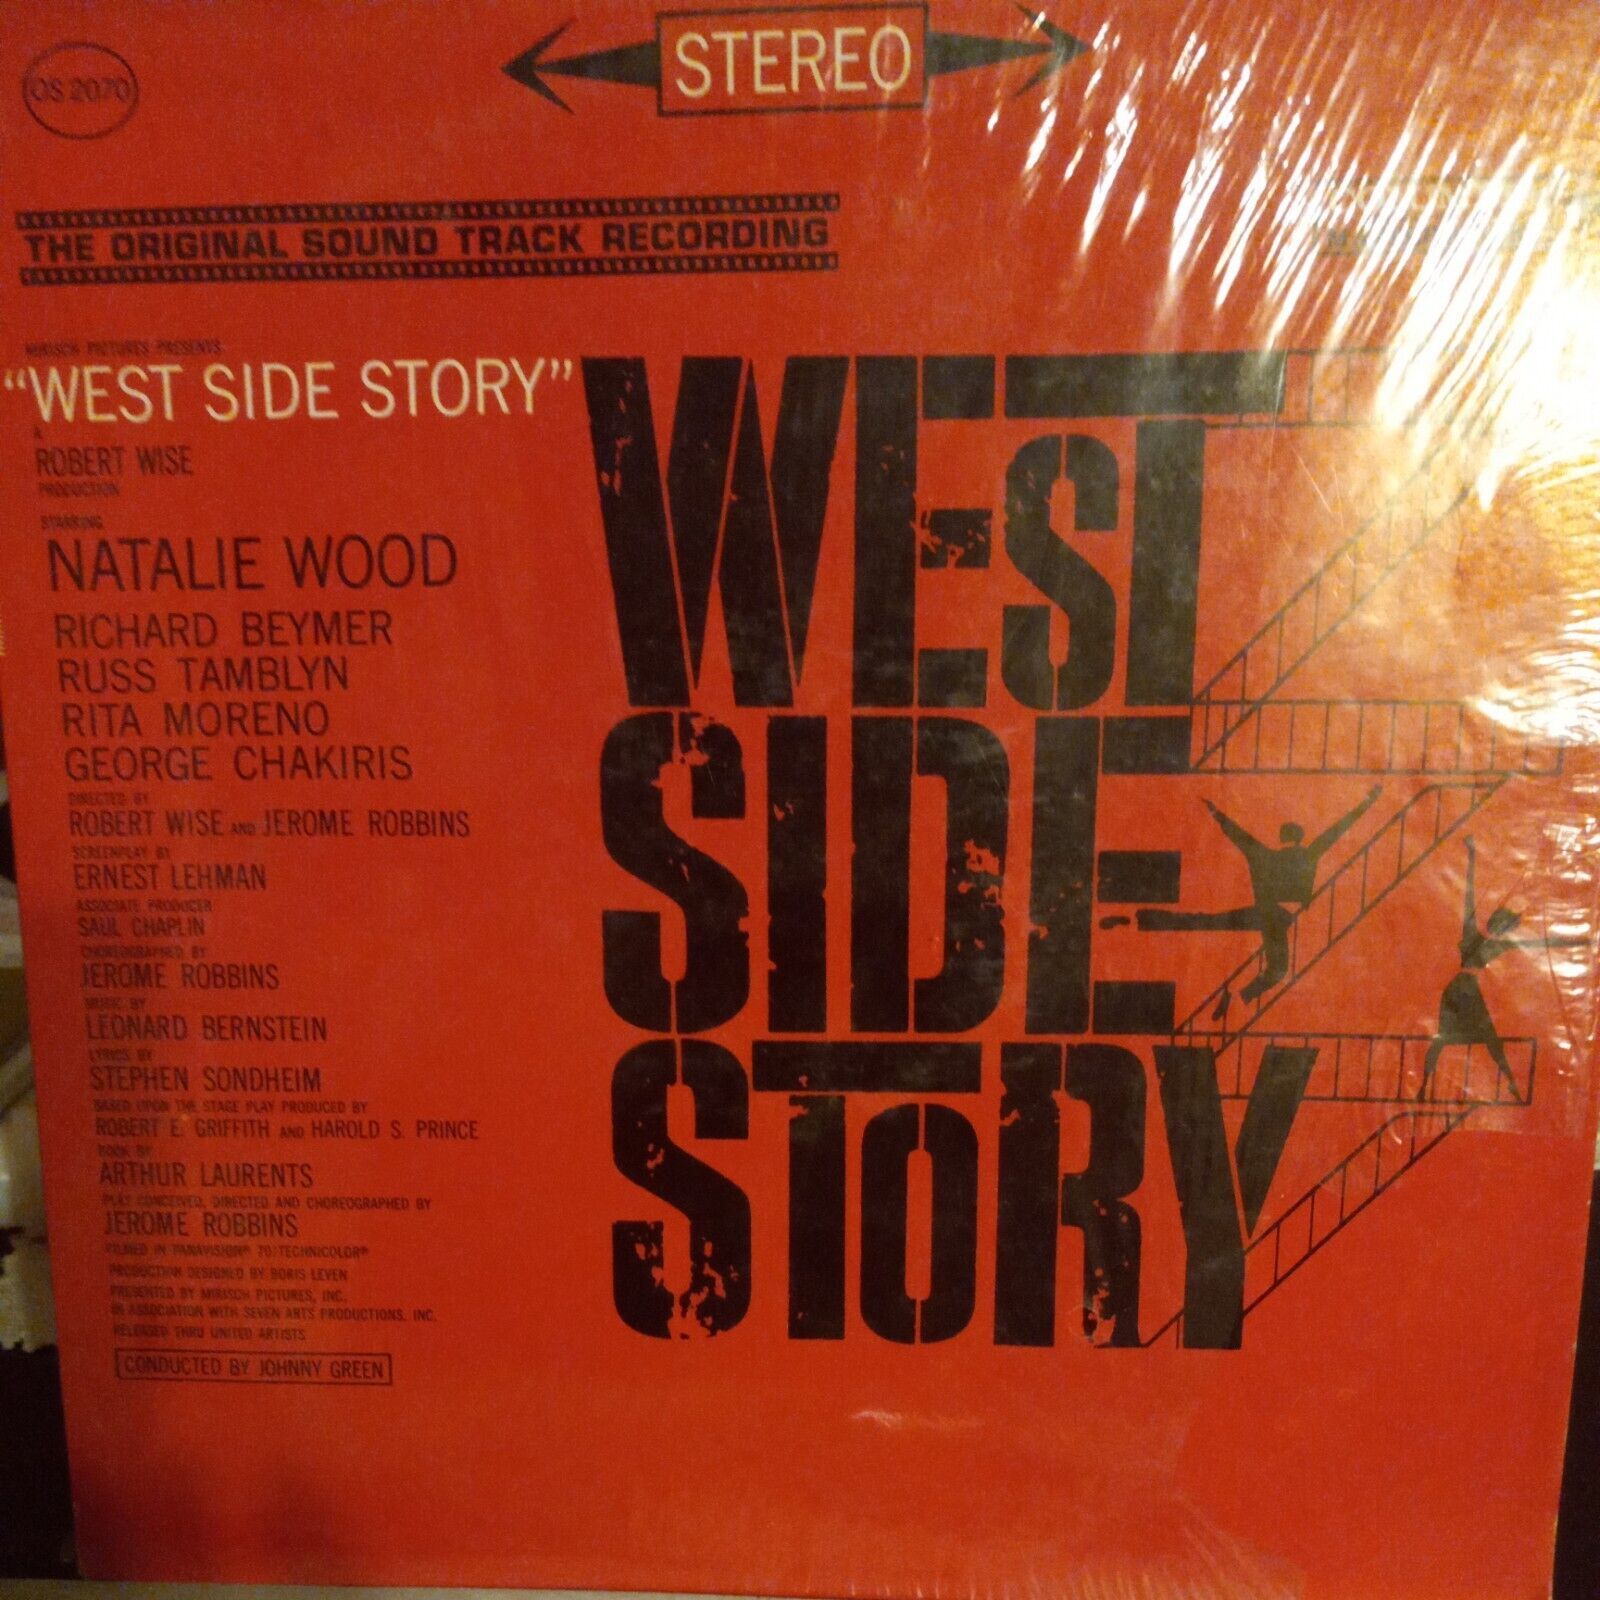 STEREO
OS 2070
THE ORIGINAL SOUND TRACK RECORDING
MIRISCH PICTURES PRESENTS
“WEST SIDE STORY”
A
ROBERT WISE
PRODUCTION
STARRING
NATALIE WOOD
RICHARD BEYMER
RUSS TAMBLYN
RITA MORENO
GEORGE CHAKIRIS
DIRECTED BY
ROBERT WISE AND JEROME ROBBINS
SCREENPLAY BY
ERNEST LEHMAN
ASSOCIATE PRODUCER
SAUL CHAPLIN
CHOREOGRAPHED BY
JEROME ROBBINS
MUSIC BY
LEONARD BERNSTEIN
LYRICS BY
STEPHEN SONDHEIM
BASED UPON THE STAGE PLAY PRODUCED BY
ROBERT E. GRIFFITH AND HAROLD S. PRINCE
BOOK BY
ARTHUR LAURENTS
PLAY CONCEIVED, DIRECTED AND CHOREOGRAPHED BY
JEROME ROBBINS
FILMED IN PANAVISION® 70/TECHNICOLOR®
PRODUCTION DESIGNED BY BORIS LEVEN
PRESENTED BY MIRISCH PICTURES, INC.
IN ASSOCIATION WITH SEVEN ARTS PRODUCTIONS, INC.
RELEASED THRU UNITED ARTISTS
CONDUCTED BY JOHNNY GREEN
WEST
SIDE
STORY